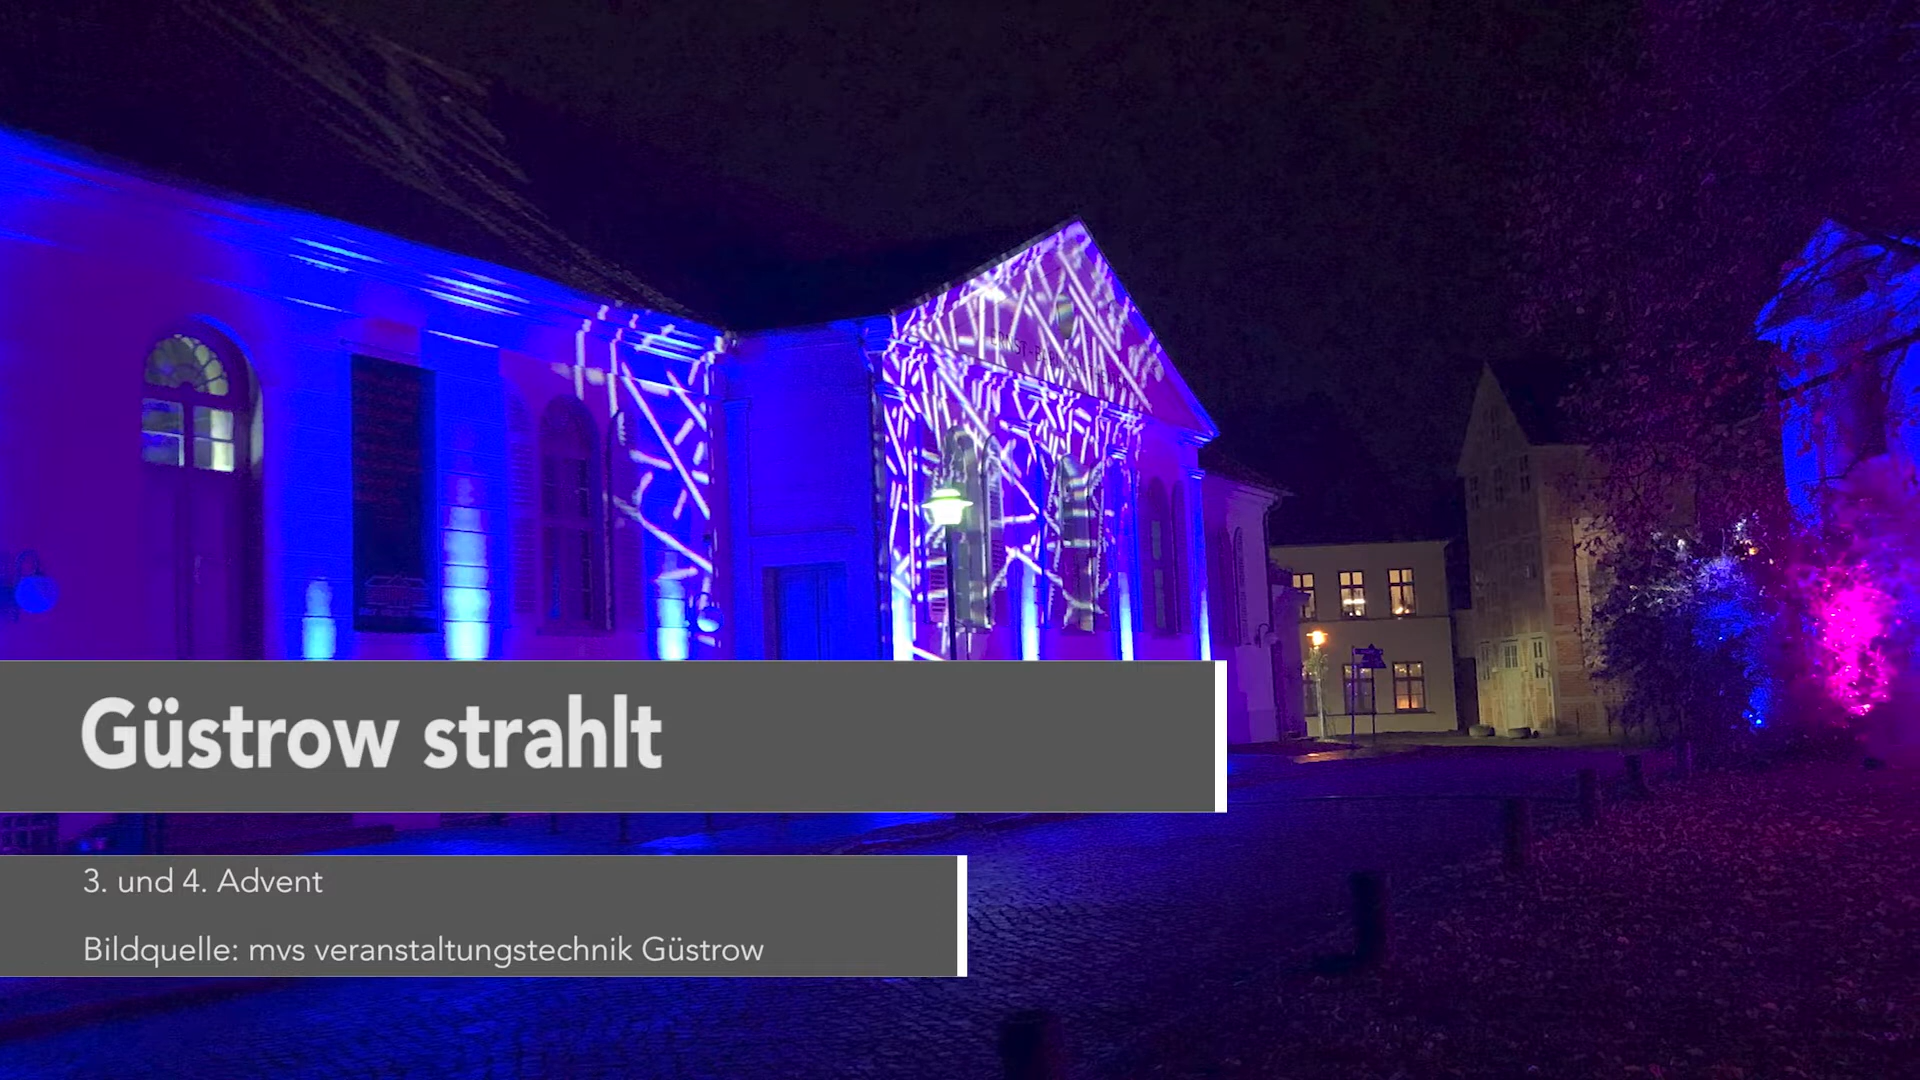 Güstrow strahlt
3. und 4. Advent
Bildquelle: mvs veranstaltungstechnik Güstrow